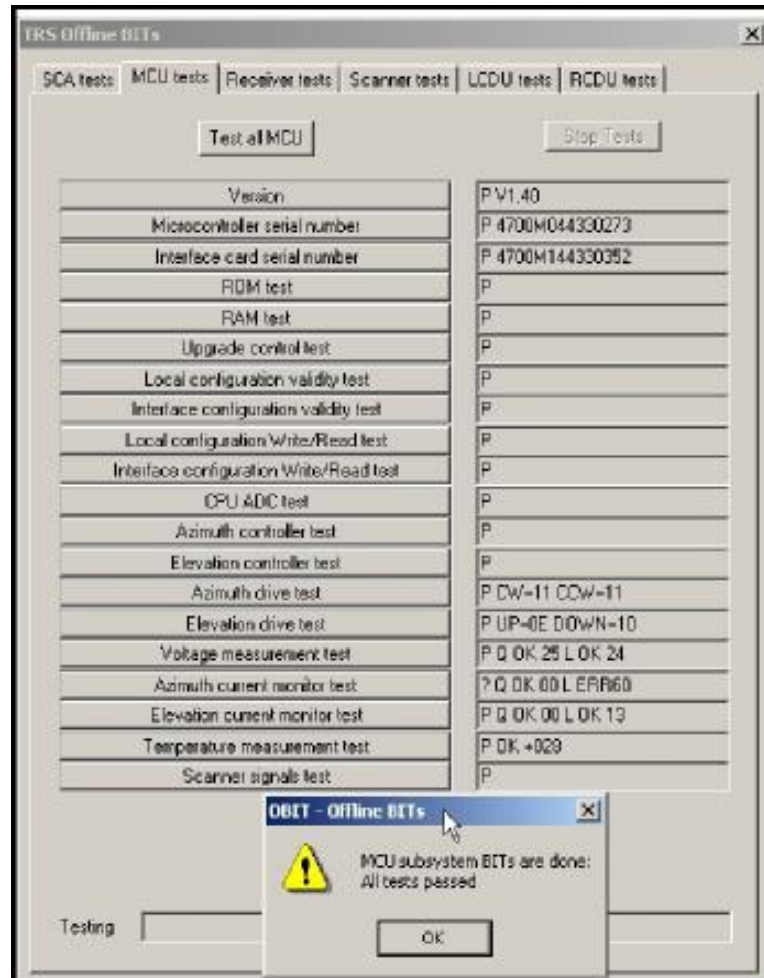 TRS Offline BITs
SCA tests MCU tests Receiver tests Scanner tests LCDU tests RCDU tests
Test all MCU Stop Tests
Version P V1.40
Microcontroller serial number P 4700M044330273
Interface card serial number P 4700M144330352
ROM test P
RAM test P
Upgrade control test P
Local configuration validity test P
Interface configuration validity test P
Local configuration Write/Read test P
Interface configuration Write/Read test P
CPU ADC test P
Azimuth controller test P
Elevation controller test P
Azimuth drive test P CW=11 CCW=11
Elevation drive test P UP=0E DOWN=10
Voltage measurement test P Q OK 25 L OK 24
Azimuth current monitor test ? Q OK 00 L ERR60
Elevation current monitor test P Q OK 00 L OK 13
Temperature measurement test P OK +028
Scanner signals test P
OBIT - Offline BITs
MCU subsystem BITs are done:
All tests passed
Testing
OK